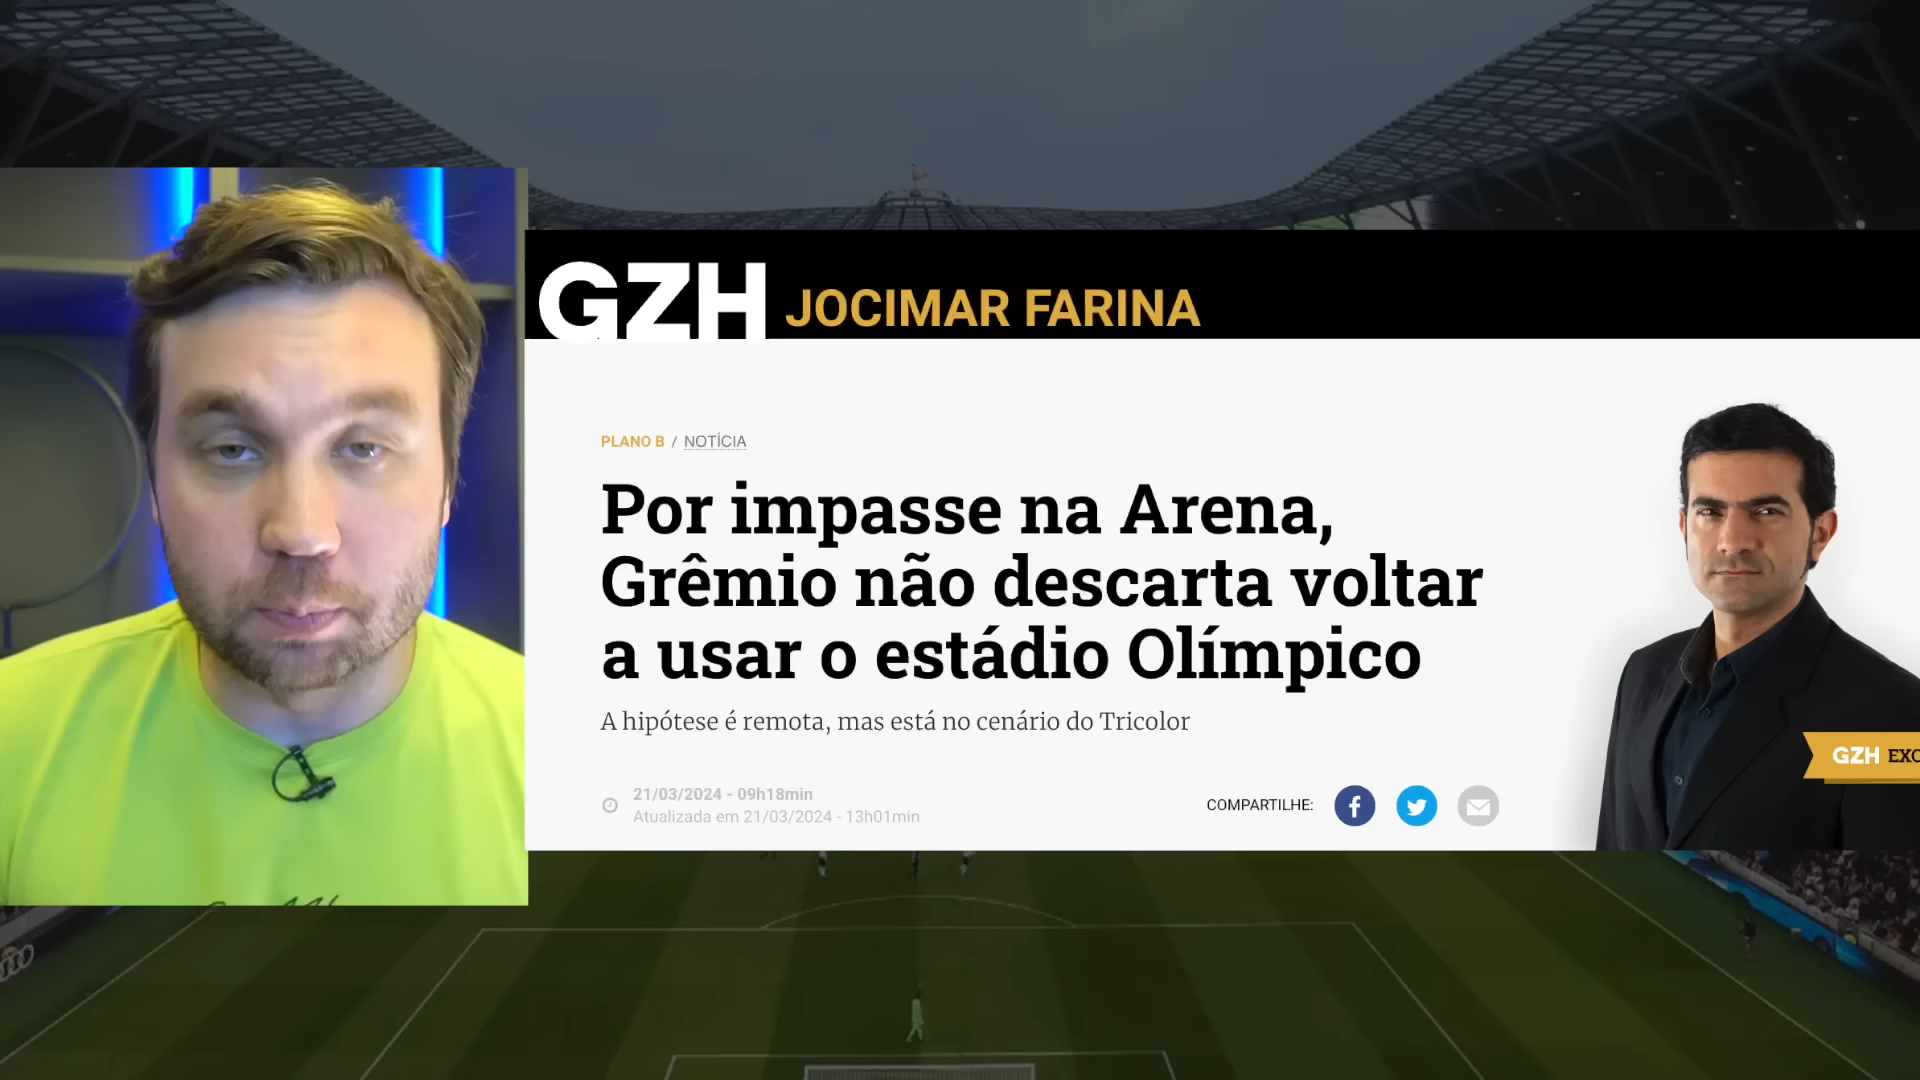 GZH JOCIMAR FARINA
PLANO B / NOTÍCIA
Por impasse na Arena,
Grêmio não descarta voltar
a usar o estádio Olímpico
A hipótese é remota, mas está no cenário do Tricolor
21/03/2024 - 09h18min
Atualizada em 21/03/2024 - 13h01min
COMPARTILHE:
GZH